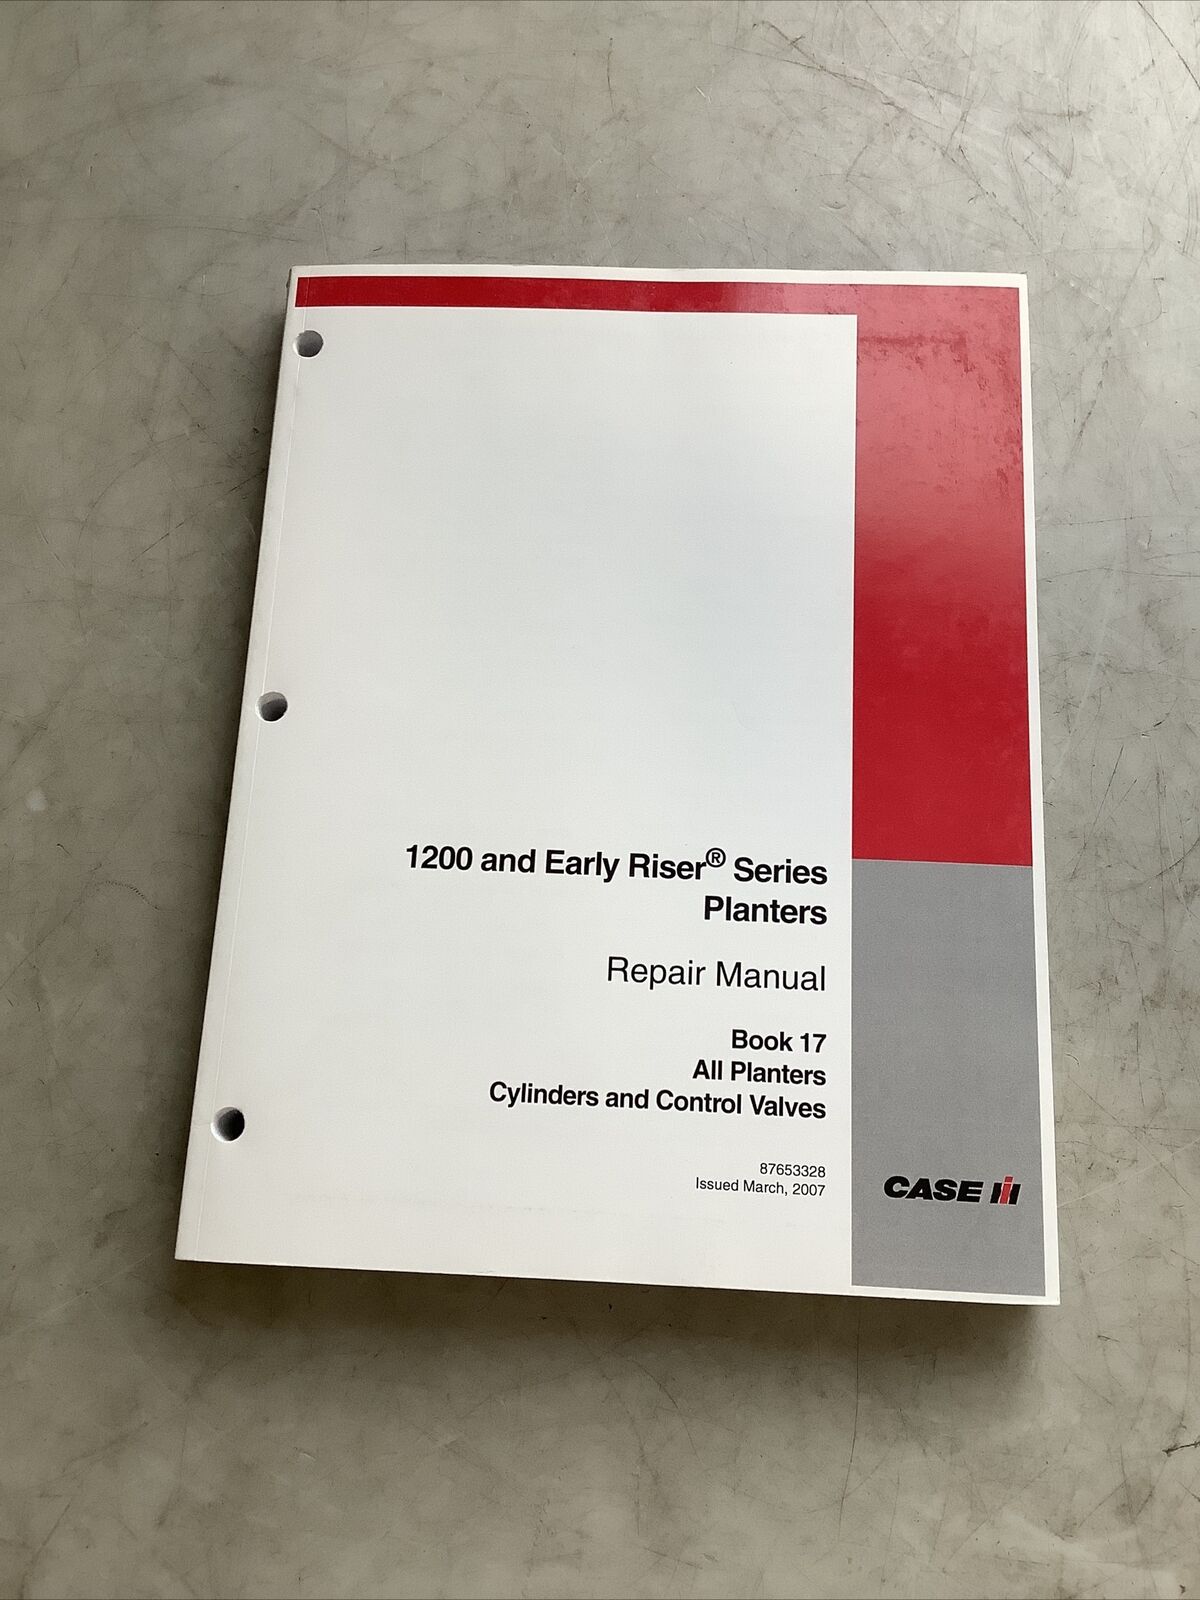 1200 and Early Riser® Series
Planters
Repair Manual
Book 17
All Planters
Cylinders and Control Valves
87653328
Issued March, 2007
CASE IH